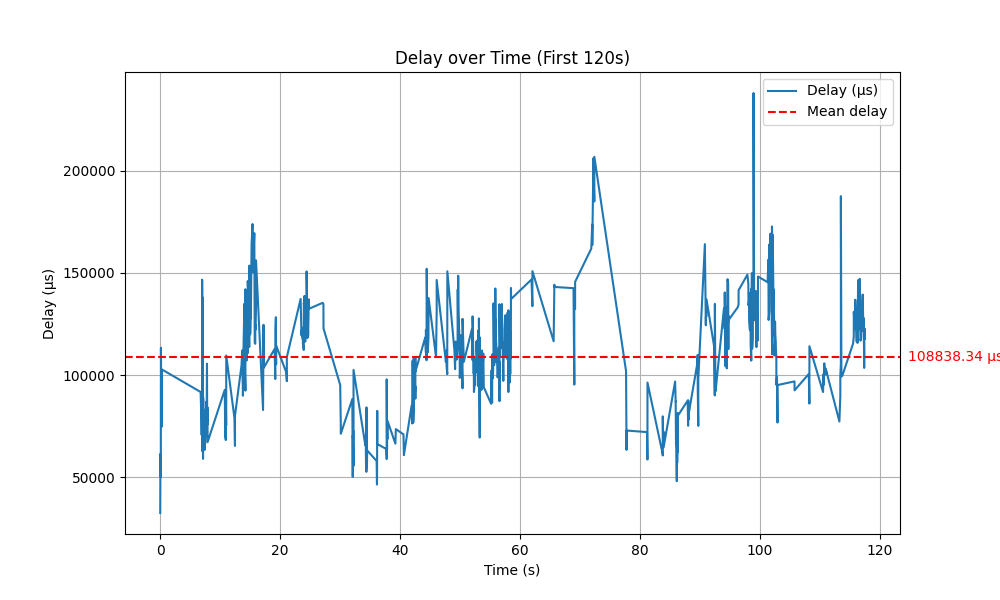 Delay over Time (First 120s)
Delay (µs)
Mean delay
200000
150000
100000
50000
Delay (µs)
108838.34 µs
0 20 40 60 80 100 120
Time (s)